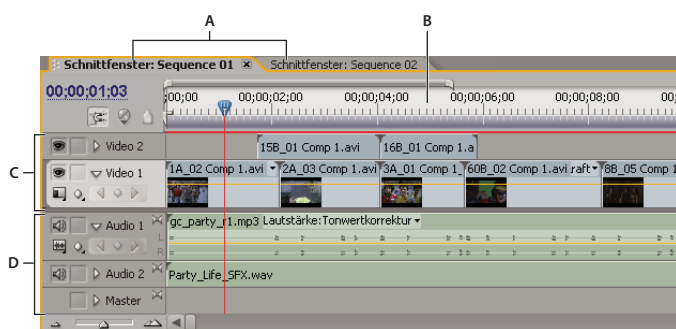 A
B
Schnittfenster: Sequence 01
Schnittfenster: Sequence 02
00;00;01;03
;00;00
00;00;02;00
00;00;04;00
00;00;06;00
00;00;08;00
00;
C
Video 2
15B_01 Comp 1.avi
16B_01 Comp 1.a
Video 1
1A_02 Comp 1.avi
2A_03 Comp 1.avi
3A_01 Comp 1_
60B_02 Comp 1.avi
raft
8B_05 Comp 1
D
Audio 1
gc_party_r1.mp3 Lautstärke:Tonwertkorrektur
L
R
Audio 2
Party_Life_SFX.wav
Master